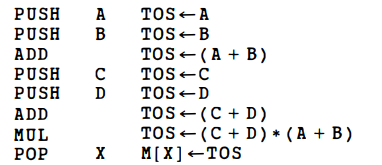 PUSH A TOS←A
PUSH B TOS←B
ADD TOS←(A + B)
PUSH C TOS←C
PUSH D TOS←D
ADD TOS←(C + D)
MUL TOS←(C + D)*(A + B)
POP X M[X]←TOS